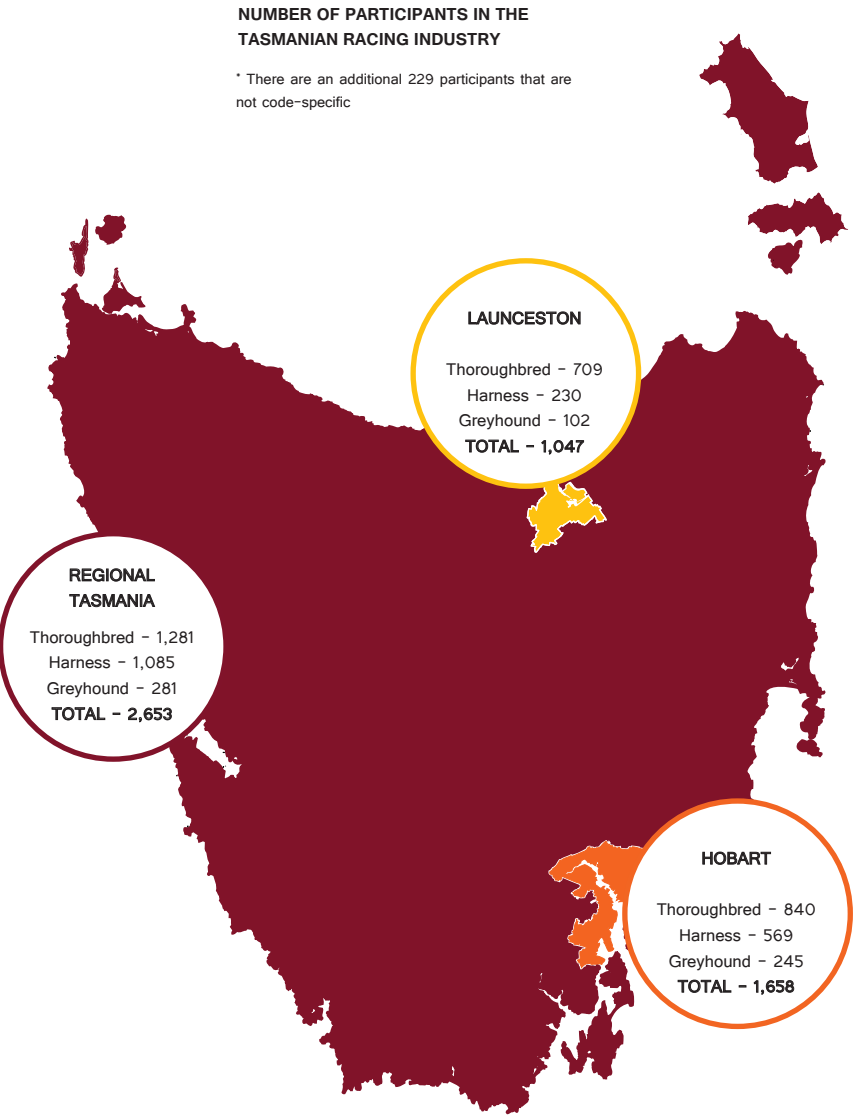 NUMBER OF PARTICIPANTS IN THE
TASMANIAN RACING INDUSTRY
* There are an additional 229 participants that are
not code-specific
LAUNCESTON
Thoroughbred - 709
Harness - 230
Greyhound - 102
TOTAL - 1,047
REGIONAL
TASMANIA
Thoroughbred - 1,281
Harness - 1,085
Greyhound - 281
TOTAL - 2,653
HOBART
Thoroughbred - 840
Harness - 569
Greyhound - 245
TOTAL - 1,658